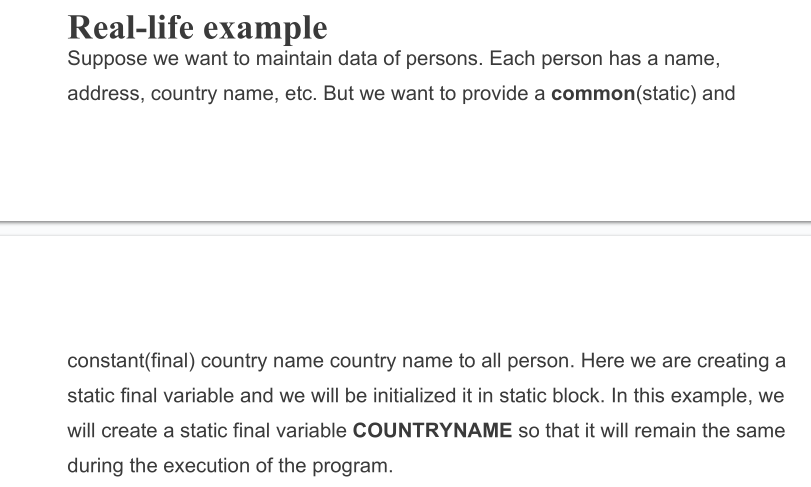 Real-life example
Suppose we want to maintain data of persons. Each person has a name,
address, country name, etc. But we want to provide a common(static) and
constant(final) country name country name to all person. Here we are creating a
static final variable and we will be initialized it in static block. In this example, we
will create a static final variable COUNTRYNAME so that it will remain the same
during the execution of the program.